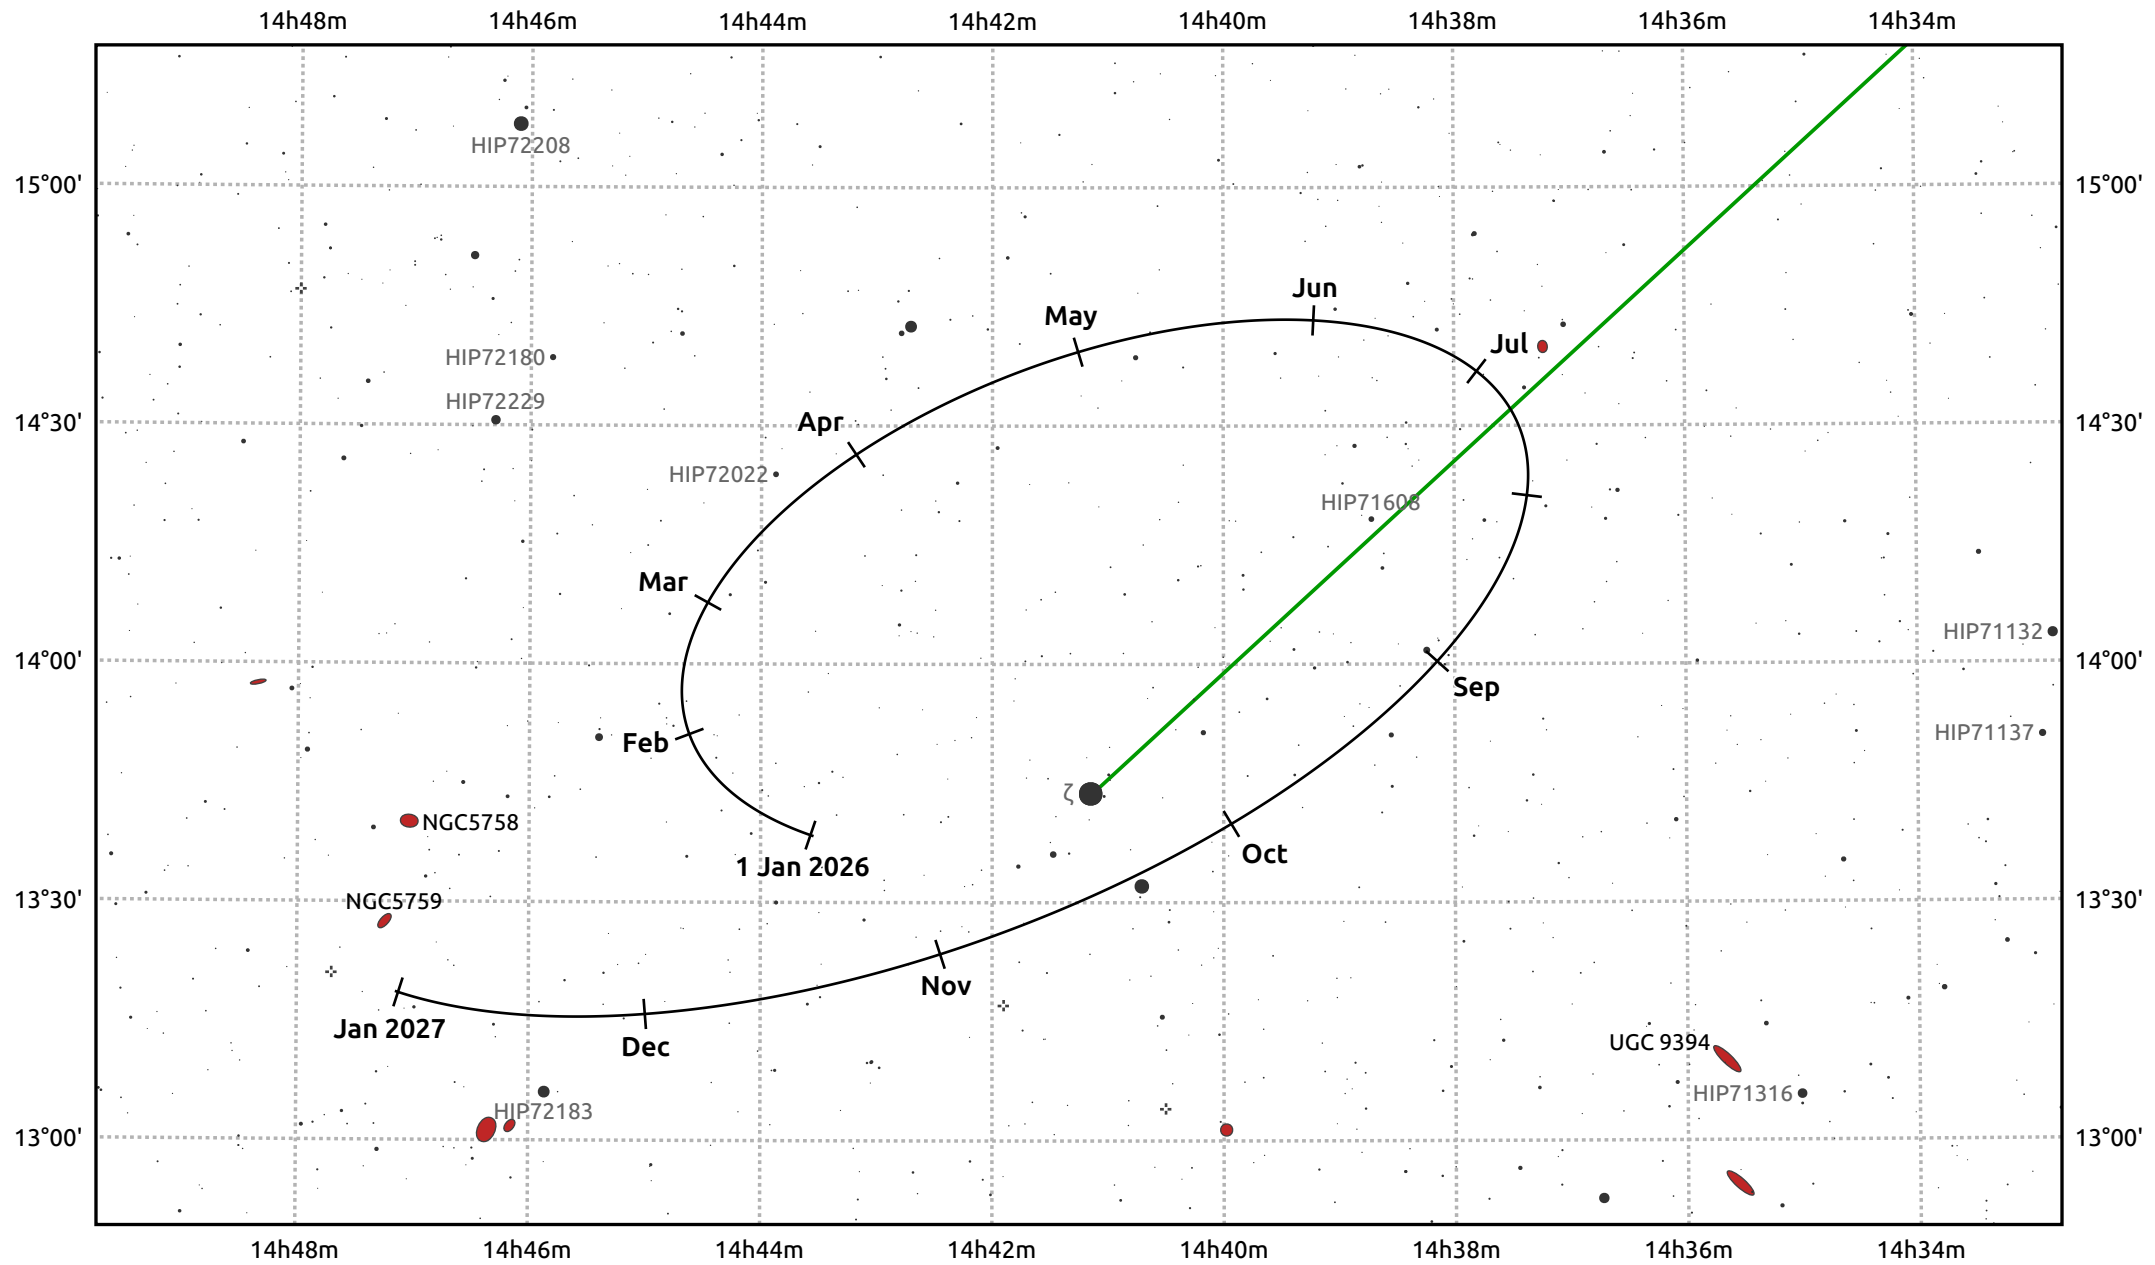 14h48m 14h46m 14h44m 14h42m 14h40m 14h38m 14h36m 14h34m
HIP72208
15°00' 15°00'
Jun
May
Jul
HIP72180
HIP72229
Apr
14°30' 14°30'
HIP72022
HIP71608
Mar
HIP71132
14°00' 14°00'
Sep
HIP71137
Feb
ζ
NGC5758
Oct
1 Jan 2026
NGC5759
13°30' 13°30'
Nov
Jan 2027
UGC 9394
Dec
HIP71316
HIP72183
13°00' 13°00'
14h48m 14h46m 14h44m 14h42m 14h40m 14h38m 14h36m 14h34m